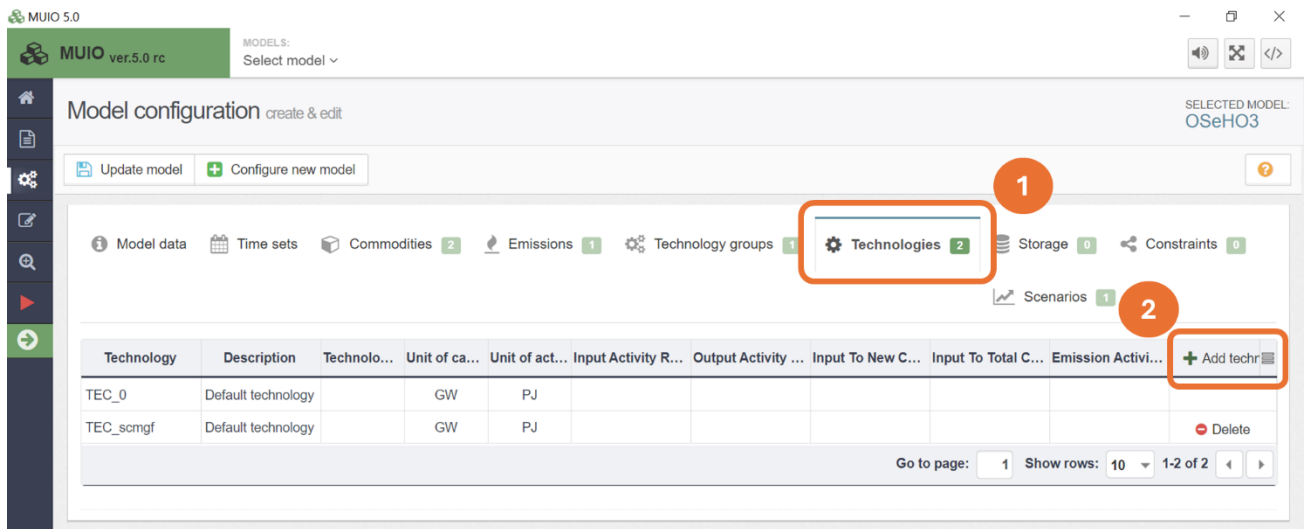 MUIO 5.0
MUIO ver.5.0 rc
MODELS:
Select model
Model configuration create & edit
SELECTED MODEL:
OSeHO3
Update model Configure new model
1
Model data Time sets Commodities 2 Emissions 1 Technology groups 1 Technologies 2 Storage 0 Constraints 0
Scenarios 1
2
Technology Description Technolo... Unit of ca... Unit of act... Input Activity R... Output Activity ... Input To New C... Input To Total C... Emission Activi... Add techr
TEC_0 Default technology GW PJ
TEC_scmgf Default technology GW PJ Delete
Go to page: 1 Show rows: 10 1-2 of 2